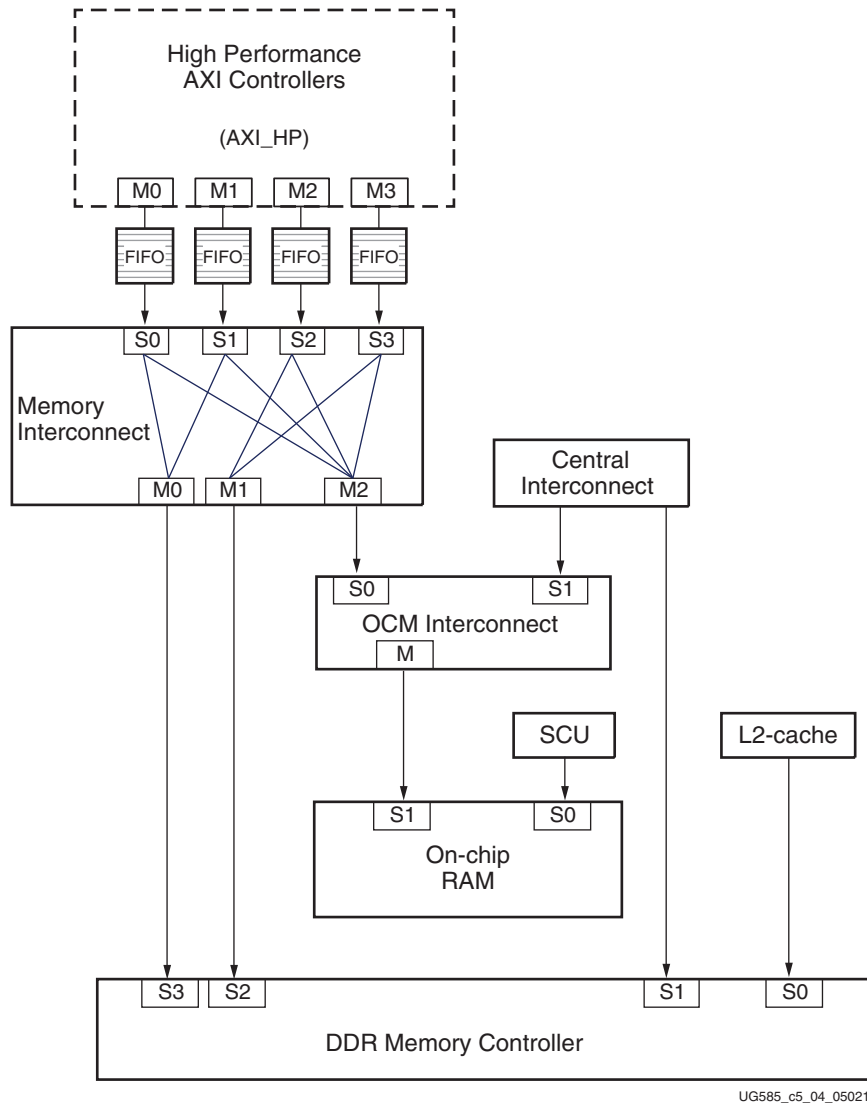 High Performance
AXI Controllers
(AXI_HP)
M0 M1 M2 M3
FIFO FIFO FIFO FIFO
S0 S1 S2 S3
Memory
Interconnect
M0 M1 M2
Central
Interconnect
S0 S1
OCM Interconnect
M
SCU
L2-cache
S1 S0
On-chip
RAM
S3 S2 S1 S0
DDR Memory Controller
UG585_c5_04_05021